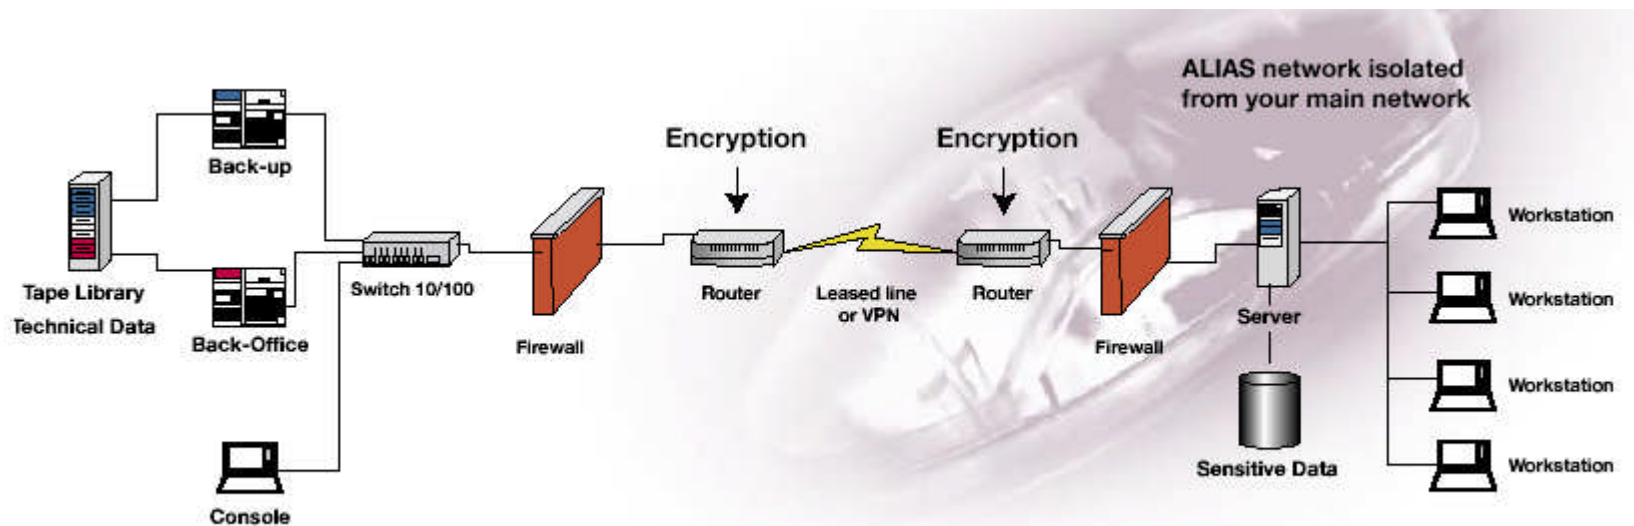 ALIAS network isolated
from your main network
Encryption
Encryption
Back-up
Tape Library
Technical Data
Back-Office
Switch 10/100
Console
Firewall
Router
Leased line
or VPN
Router
Firewall
Server
Sensitive Data
Workstation
Workstation
Workstation
Workstation